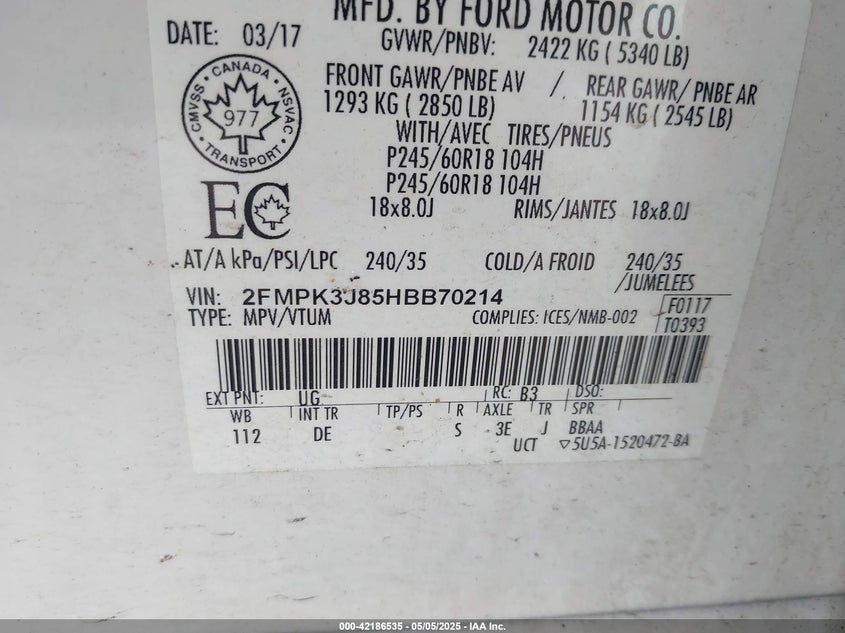 MFD. BY FORD MOTOR CO.
DATE: 03/17
GVWR/PNBV: 2422 KG ( 5340 LB)
FRONT GAWR/PNBE AV / REAR GAWR/ PNBE AR
1293 KG ( 2850 LB) 1154 KG ( 2545 LB)
WITH/AVEC TIRES/PNEUS
P245/60R18 104H
P245/60R18 104H
18x8.0J RIMS/JANTES 18x8.0J
CANADA
CMVSS NSVAC
977
TRANSPORT
EC
AT/A kPa/PSI/LPC 240/35 COLD/A FROID 240/35
/JUMELEES
VIN: 2FMPK3J85HBB70214
TYPE: MPV/VTUM COMPLIES: ICES/NMB-002
F0117
T0393
EXT PNT: UG RC: B3 DSO:
WB INT TR TP/PS R AXLE TR SPR
112 DE S 3E J BBAA
UCT ▽5U5A-1520472-BA
000-42186535 - 05/05/2025 - IAA Inc.